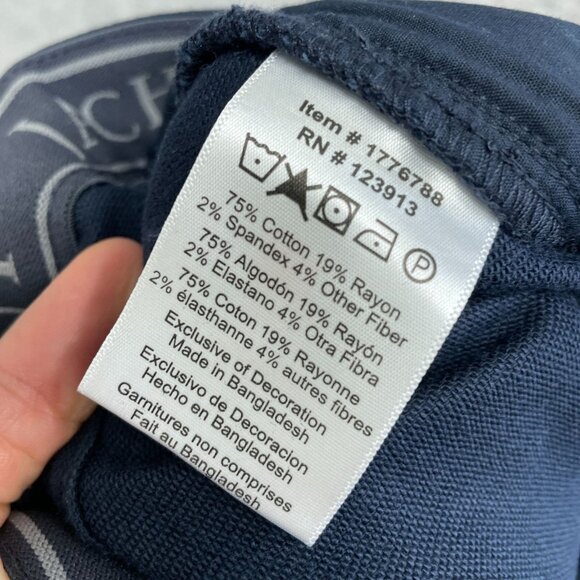 YACH
Item # 1776788
RN # 123913
P
75% Cotton 19% Rayon
2% Spandex 4% Other Fiber
75% Algodón 19% Rayón
2% Elastano 4% Otra Fibra
75% Coton 19% Rayonne
2% élasthanne 4% autres fibres
Exclusive of Decoration
Made in Bangladesh
Exclusivo de Decoracion
Hecho en Bangladesh
Garnitures non comprises
Fait au Bangladesh